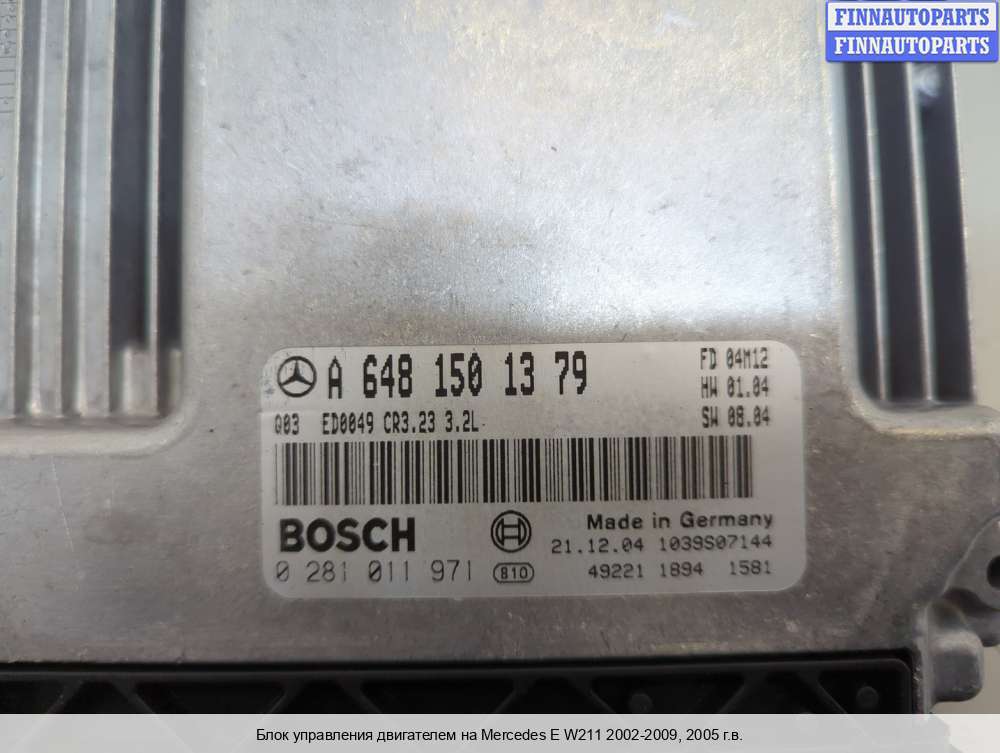 FINNAUTOPARTS
FINNAUTOPARTS
A 648 150 13 79
FD 04M12
HW 01.04
Q03 ED0049 CR3.23 3.2L
SW 08.04
BOSCH
Made in Germany
21.12.04 1039S07144
0 281 011 971 810
49221 1894 1581
Блок управления двигателем на Mercedes E W211 2002-2009, 2005 г.в.